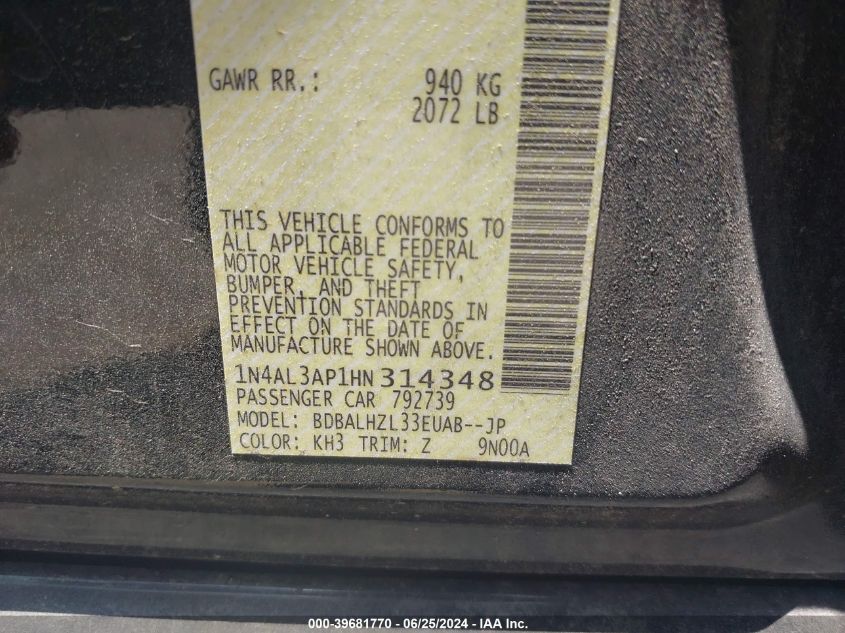 GAWR RR.: 940 KG
2072 LB
THIS VEHICLE CONFORMS TO
ALL APPLICABLE FEDERAL
MOTOR VEHICLE SAFETY,
BUMPER, AND THEFT
PREVENTION STANDARDS IN
EFFECT ON THE DATE OF
MANUFACTURE SHOWN ABOVE.
1N4AL3AP1HN314348
PASSENGER CAR 792739
MODEL: BDBALHZL33EUAB--JP
COLOR: KH3 TRIM: Z 9N00A
000-39681770 - 06/25/2024 - IAA Inc.